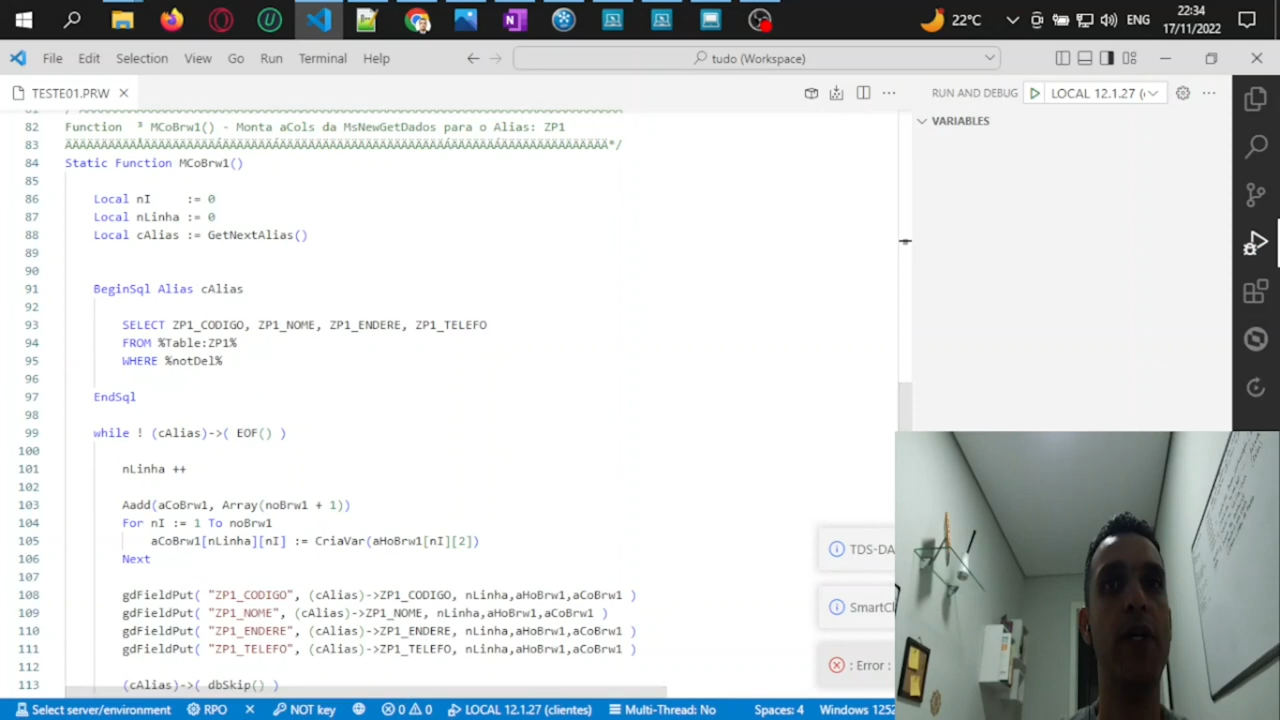 22°C
ENG
22:34
17/11/2022
File Edit Selection View Go Run Terminal Help
tudo (Workspace)
TESTE01.PRW
RUN AND DEBUG
LOCAL 12.1.27 (
VARIABLES
82 Function ³ MCoBrw1() - Monta aCols da MsNewGetDados para o Alias: ZP1
83
84 Static Function MCoBrw1()
85
86 Local nI := 0
87 Local nLinha := 0
88 Local cAlias := GetNextAlias()
89
90
91 BeginSql Alias cAlias
92
93 SELECT ZP1_CODIGO, ZP1_NOME, ZP1_ENDERE, ZP1_TELEFO
94 FROM %Table:ZP1%
95 WHERE %notDel%
96
97 EndSql
98
99 while ! (cAlias)->( EOF() )
100
101 nLinha ++
102
103 Aadd(aCoBrw1, Array(noBrw1 + 1))
104 For nI := 1 To noBrw1
105 aCoBrw1[nLinha][nI] := CriaVar(aHoBrw1[nI][2])
106 Next
107
108 gdFieldPut( "ZP1_CODIGO", (cAlias)->ZP1_CODIGO, nLinha,aHoBrw1,aCoBrw1 )
109 gdFieldPut( "ZP1_NOME", (cAlias)->ZP1_NOME, nLinha,aHoBrw1,aCoBrw1 )
110 gdFieldPut( "ZP1_ENDERE", (cAlias)->ZP1_ENDERE, nLinha,aHoBrw1,aCoBrw1 )
111 gdFieldPut( "ZP1_TELEFO", (cAlias)->ZP1_TELEFO, nLinha,aHoBrw1,aCoBrw1 )
112
113 (cAlias)->( dbSkip() )
TDS-DA
SmartCl
: Error :
Select server/environment RPO NOT key 0 0 LOCAL 12.1.27 (clientes) Multi-Thread: No Spaces: 4 Windows 1252